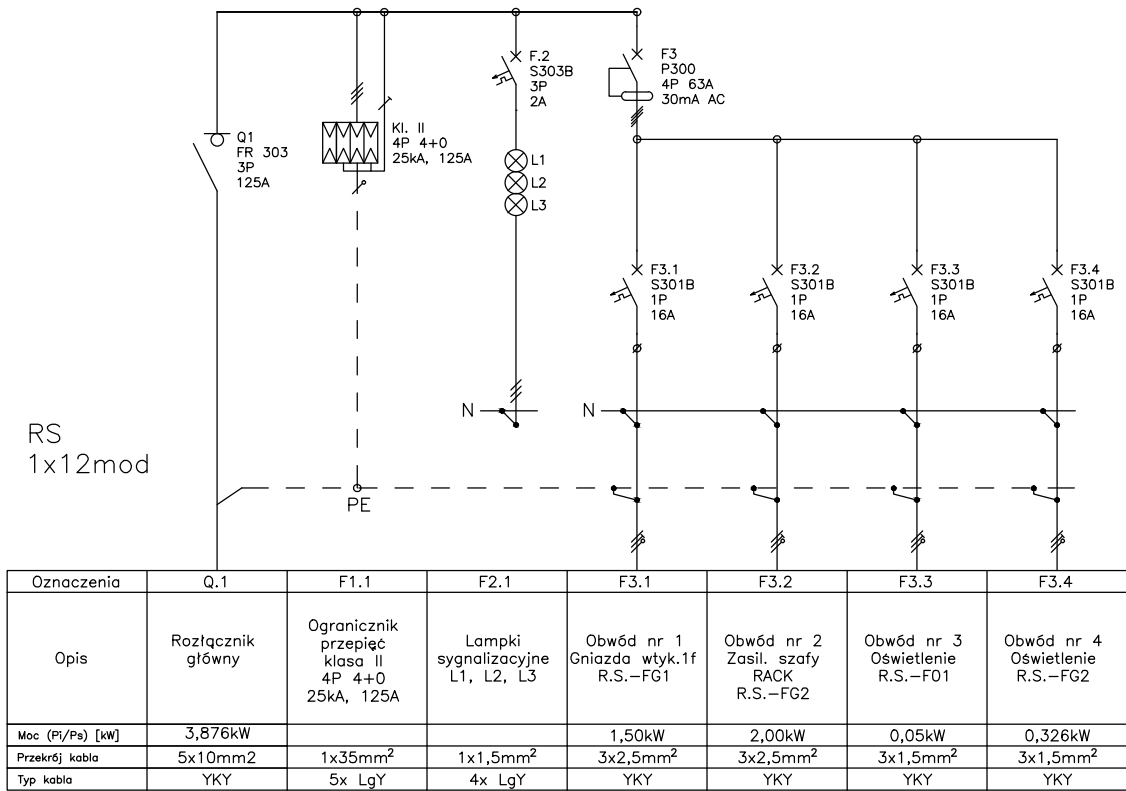 Q1
FR 303
3P
125A
Kl. II
4P 4+0
25kA, 125A
F.2
S303B
3P
2A
L1
L2
L3
F3
P300
4P 63A
30mA AC
F3.1
S301B
1P
16A
F3.2
S301B
1P
16A
F3.3
S301B
1P
16A
F3.4
S301B
1P
16A
N
N
RS
1x12mod
PE
Oznaczenia Q.1 F1.1 F2.1 F3.1 F3.2 F3.3 F3.4
Opis
Rozłącznik
główny
Ogranicznik
przepięć
klasa II
4P 4+0
25kA, 125A
Lampki
sygnalizacyjne
L1, L2, L3
Obwód nr 1
Gniazda wtyk.1f
R.S.-FG1
Obwód nr 2
Zasil. szafy
RACK
R.S.-FG2
Obwód nr 3
Oświetlenie
R.S.-FO1
Obwód nr 4
Oświetlenie
R.S.-FG2
Moc (Pi/Ps) [kW] 3,876kW 1,50kW 2,00kW 0,05kW 0,326kW
Przekrój kabla 5x10mm2 1x35mm² 1x1,5mm² 3x2,5mm² 3x2,5mm² 3x1,5mm² 3x1,5mm²
Typ kabla YKY 5x LgY 4x LgY YKY YKY YKY YKY